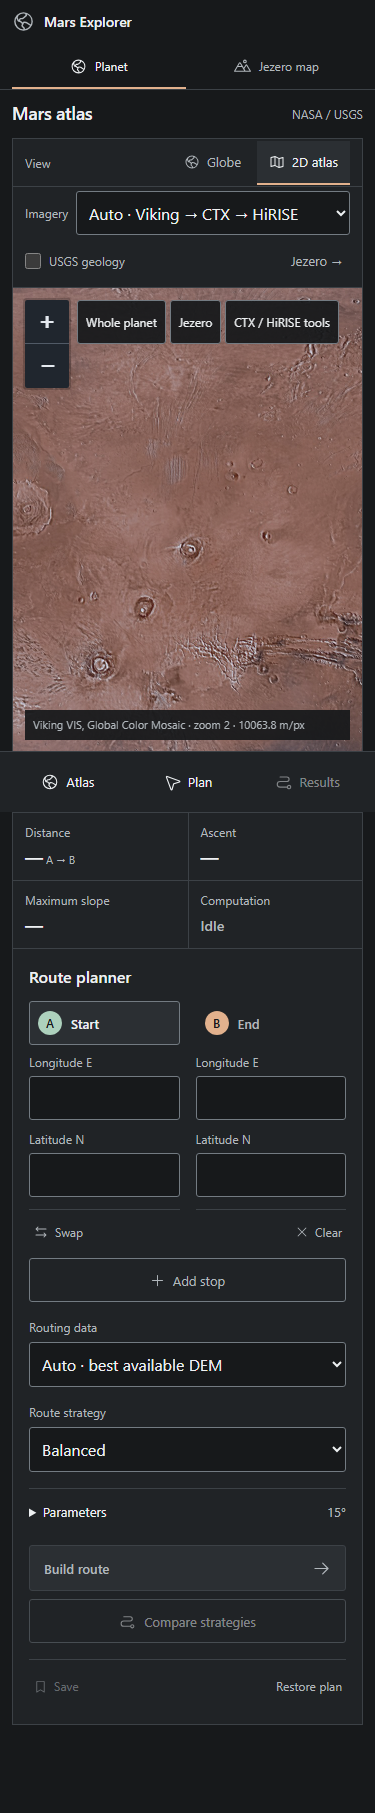 Mars Explorer
Planet
Jezero map
Mars atlas
NASA / USGS
View
Globe
2D atlas
Imagery
Auto · Viking → CTX → HiRISE
USGS geology
Jezero →
+
Whole planet
Jezero
CTX / HiRISE tools
−
Viking VIS, Global Color Mosaic · zoom 2 · 10063.8 m/px
Atlas
Plan
Results
Distance
— A → B
Ascent
—
Maximum slope
—
Computation
Idle
Route planner
A Start
B End
Longitude E
Longitude E
Latitude N
Latitude N
Swap
Clear
Add stop
Routing data
Auto · best available DEM
Route strategy
Balanced
Parameters
15°
Build route
Compare strategies
Save
Restore plan